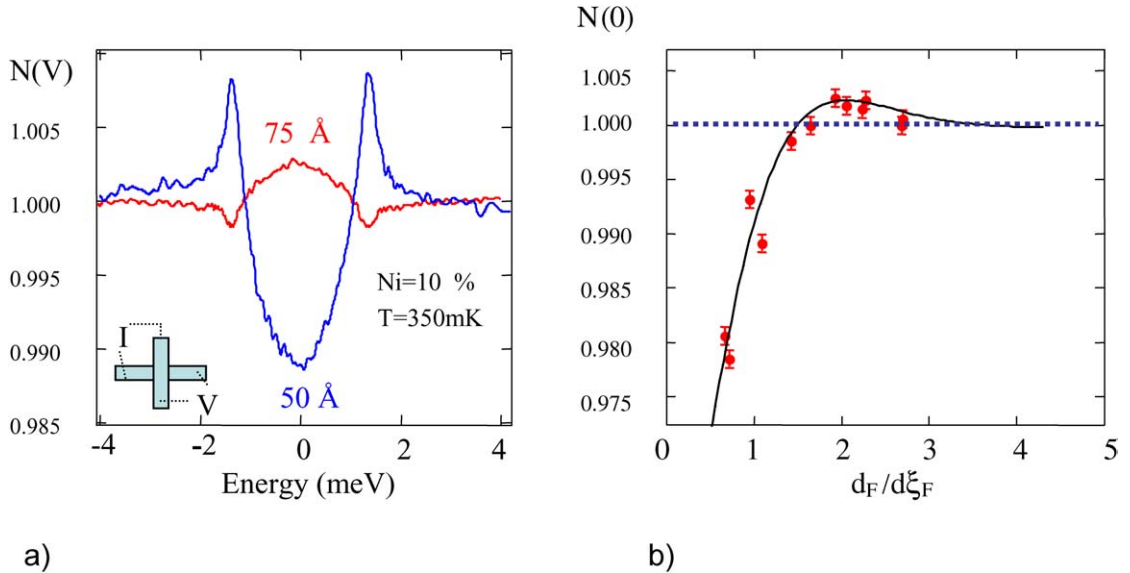 N(V)
1.005
1.000
0.995
0.990
0.985
-4
-2
0
2
4
Energy (meV)
75 Å
50 Å
Ni=10 %
T=350mK
I
V
a)
N(0)
1.005
1.000
0.995
0.990
0.985
0.980
0.975
0
1
2
3
4
5
d_F/dξ_F
b)